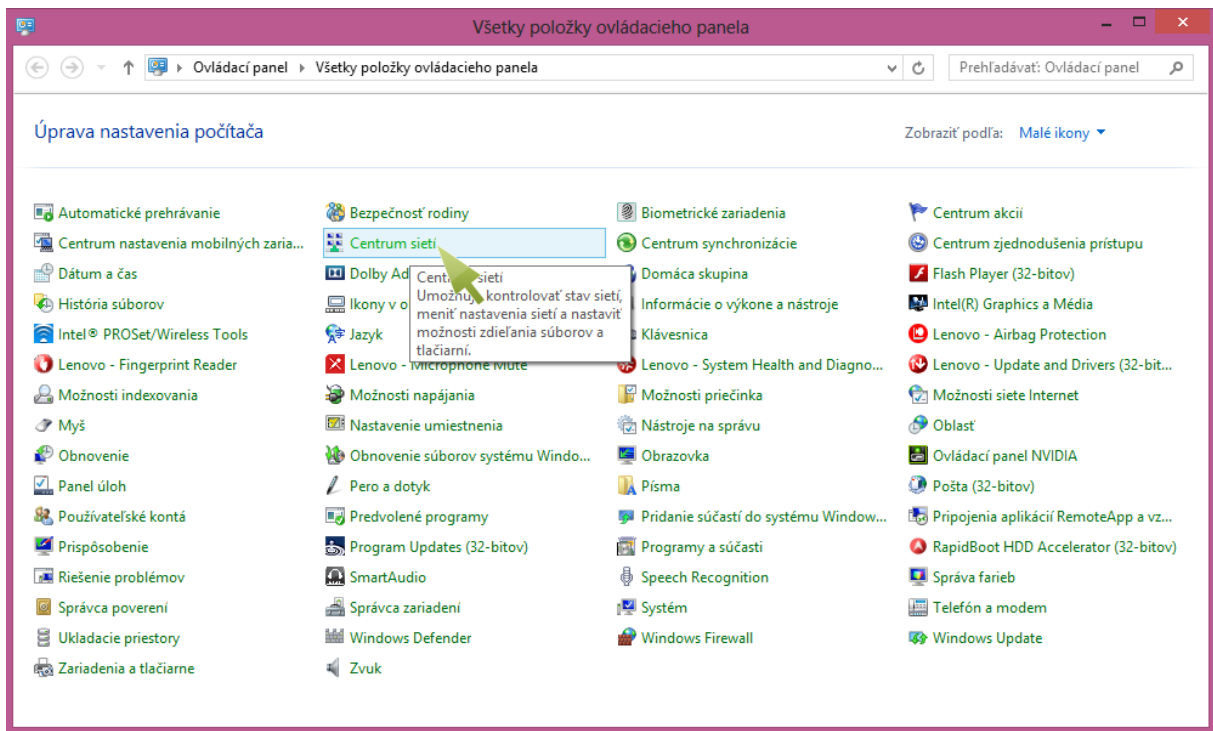 Všetky položky ovládacieho panela
Ovládací panel Všetky položky ovládacieho panela Prehľadávať: Ovládací panel
Úprava nastavenia počítača Zobraziť podľa: Malé ikony
Automatické prehrávanie Bezpečnosť rodiny Biometrické zariadenia Centrum akcií
Centrum nastavenia mobilných zaria... Centrum sietí Centrum synchronizácie Centrum zjednodušenia prístupu
Dátum a čas Dolby Domáca skupina Flash Player (32-bitov)
História súborov Ikony v Informácie o výkone a nástroje Intel(R) Graphics a Média
Intel® PROSet/Wireless Tools Jazyk Klávesnica Lenovo - Airbag Protection
Centrum sietí
Umožňuje kontrolovať stav sietí,
meniť nastavenia sietí a nastaviť
možnosti zdieľania súborov a
tlačiarní.
Lenovo - Fingerprint Reader Lenovo - Microphone Mute Lenovo - System Health and Diagno... Lenovo - Update and Drivers (32-bit...
Možnosti indexovania Možnosti napájania Možnosti priečinka Možnosti siete Internet
Myš Nastavenie umiestnenia Nástroje na správu Oblasť
Obnovenie Obnovenie súborov systému Windo... Obrazovka Ovládací panel NVIDIA
Panel úloh Pero a dotyk Písma Pošta (32-bitov)
Používateľské kontá Predvolené programy Pridanie súčastí do systému Window... Pripojenia aplikácií RemoteApp a vz...
Prispôsobenie Program Updates (32-bitov) Programy a súčasti RapidBoot HDD Accelerator (32-bitov)
Riešenie problémov SmartAudio Speech Recognition Správa farieb
Správca poverení Správca zariadení Systém Telefón a modem
Ukladacie priestory Windows Defender Windows Firewall Windows Update
Zariadenia a tlačiarne Zvuk